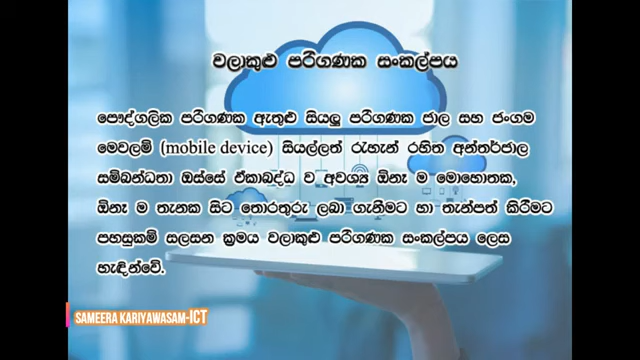 වලාකුළු පරිගණක සංකල්පය
පෞද්ගලික පරිගණක ඇතුළු සියලු පරිගණක ජාල සහ ජංගම
මෙවලම් (mobile device) සියල්ලත් රැහැන් රහිත අන්තර්ජාල
සම්බන්ධතා ඔස්සේ ඒකාබද්ධ ව අවශ්‍ය ඕනෑ ම මොහොතක,
ඕනෑ ම තැනක සිට තොරතුරු ලබා ගැනීමට හා තැන්පත් කිරීමට
පහසුකම් සලසන ක්‍රමය වලාකුළු පරිගණක සංකල්පය ලෙස
හැඳින්වේ.
SAMEERA KARIYAWASAM-ICT